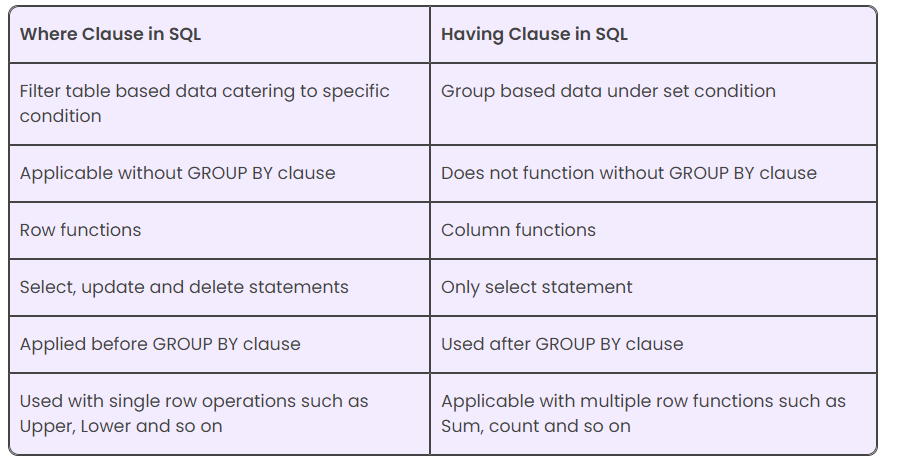 Where Clause in SQL
Having Clause in SQL
Filter table based data catering to specific
condition
Group based data under set condition
Applicable without GROUP BY clause
Does not function without GROUP BY clause
Row functions
Column functions
Select, update and delete statements
Only select statement
Applied before GROUP BY clause
Used after GROUP BY clause
Used with single row operations such as
Upper, Lower and so on
Applicable with multiple row functions such as
Sum, count and so on